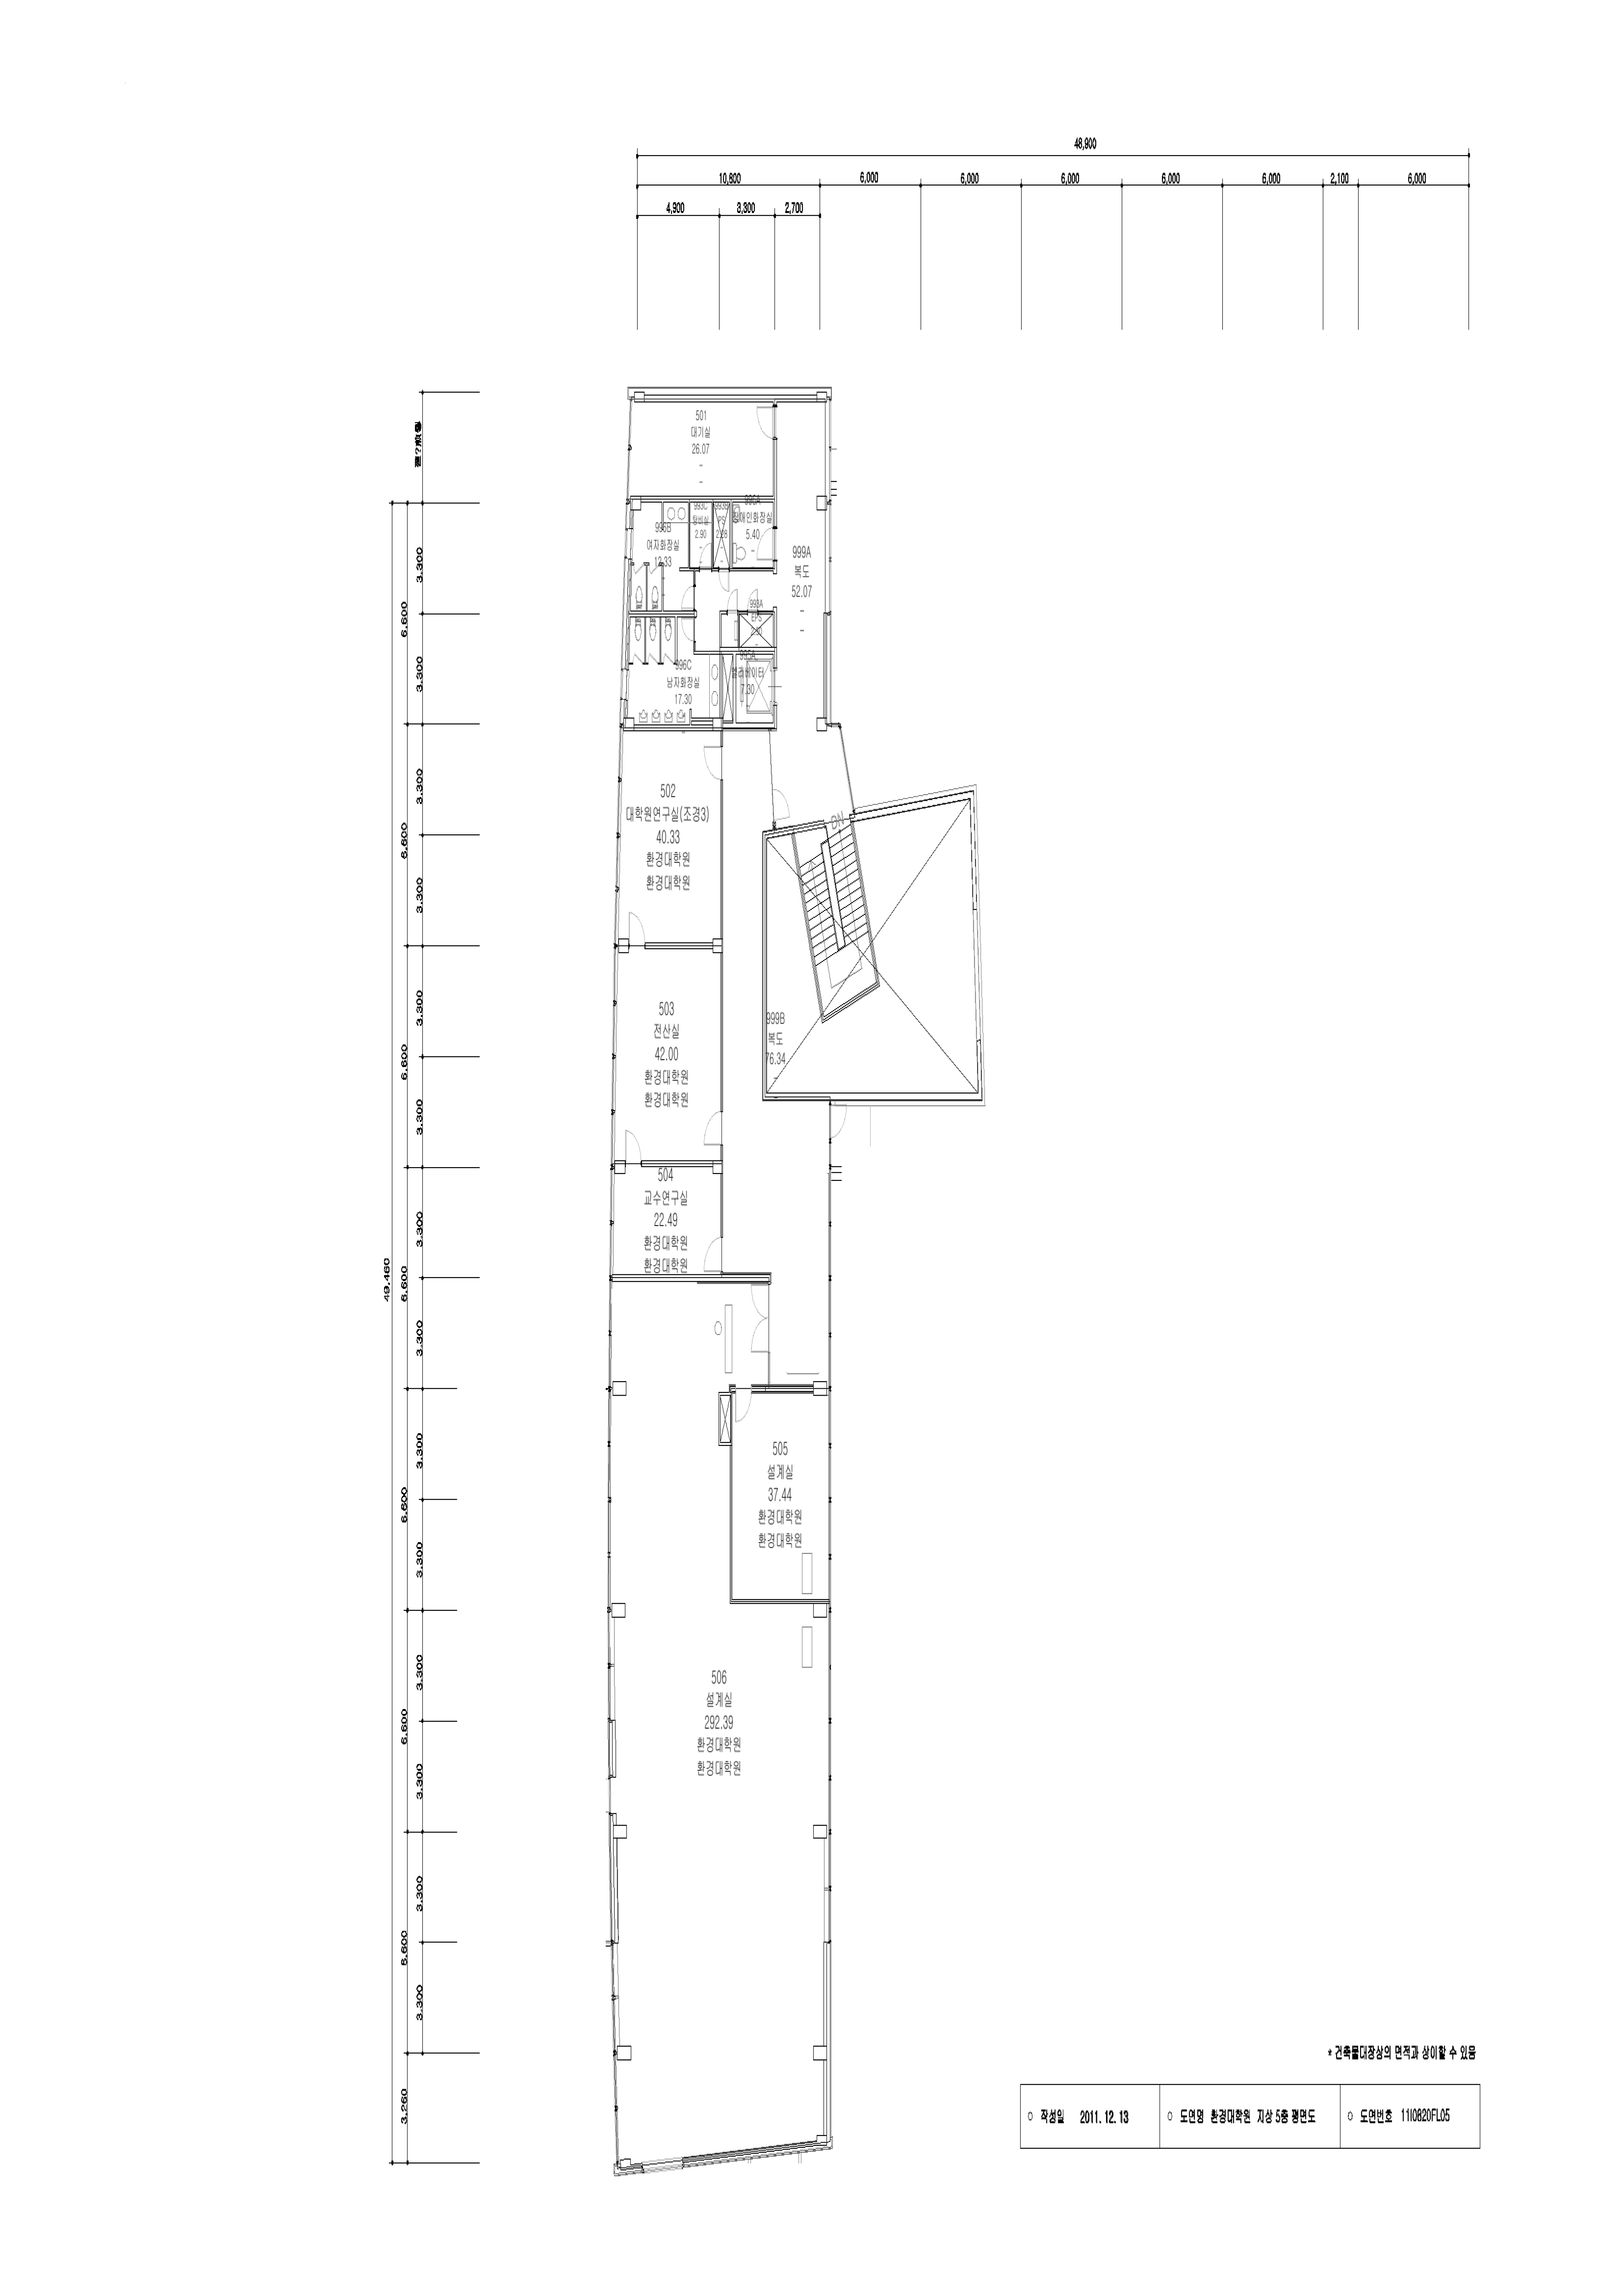 48,900
10,800
6,000
6,000
6,000
6,000
6,000
2,100
6,000
4,900
3,300
2,700
501
대기실
26.07
-
-
996B
여자화장실
12.33
993C
탕비실
2.90
993B
PS
996A
장애인화장실
5.40
-
999A
복도
52.07
-
-
993A
EPS
996C
남자화장실
17.30
995A
엘리베이터
7.30
502
대학원연구실(조경3)
40.33
환경대학원
환경대학원
DN
503
전산실
42.00
환경대학원
환경대학원
999B
복도
76.34
-
504
교수연구실
22.49
환경대학원
환경대학원
505
설계실
37.44
환경대학원
환경대학원
506
설계실
292.39
환경대학원
환경대학원
49,460
6,600
6,600
6,600
6,600
6,600
6,600
6,600
3,260
3,300
3,300
3,300
3,300
3,300
3,300
3,300
3,300
3,300
3,300
3,300
3,300
3,300
3,300
* 건축물대장상의 면적과 상이할 수 있음
○ 작성일 2011. 12. 13
○ 도연명 환경대학원 지상 5층 평면도
○ 도연번호 11I0820FL05